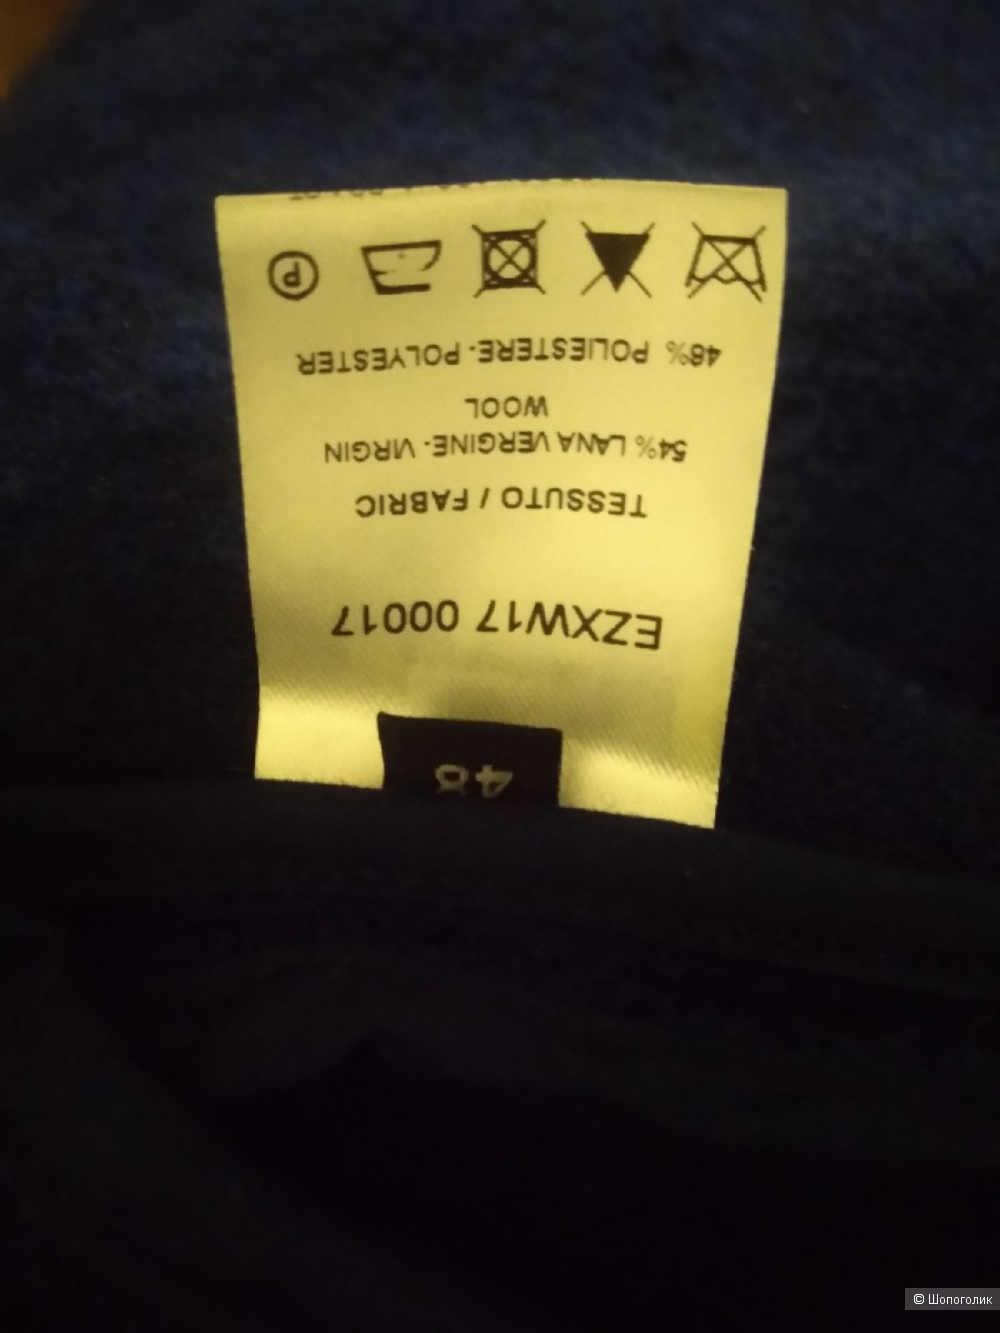 48
EZXW17 00017
TESSUTO / FABRIC
54% LANA VERGINE- VIRGIN
WOOL
46% POLIESTERE- POLYESTER
P
© Шопоголик